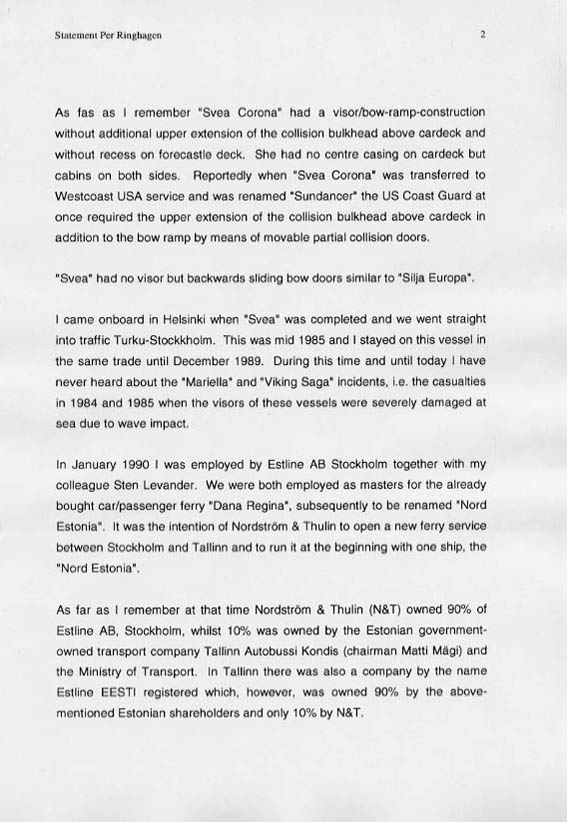 Statement Per Ringhagen 2
As fas as I remember "Svea Corona" had a visor/bow-ramp-construction
without additional upper extension of the collision bulkhead above cardeck and
without recess on forecastle deck. She had no centre casing on cardeck but
cabins on both sides. Reportedly when "Svea Corona" was transferred to
Westcoast USA service and was renamed "Sundancer" the US Coast Guard at
once required the upper extension of the collision bulkhead above cardeck in
addition to the bow ramp by means of movable partial collision doors.
"Svea" had no visor but backwards sliding bow doors similar to "Silja Europa".
I came onboard in Helsinki when "Svea" was completed and we went straight
into traffic Turku-Stockkholm. This was mid 1985 and I stayed on this vessel in
the same trade until December 1989. During this time and until today I have
never heard about the "Mariella" and "Viking Saga" incidents, i.e. the casualties
in 1984 and 1985 when the visors of these vessels were severely damaged at
sea due to wave impact.
In January 1990 I was employed by Estline AB Stockholm together with my
colleague Sten Levander. We were both employed as masters for the already
bought car/passenger ferry "Dana Regina", subsequently to be renamed "Nord
Estonia". It was the intention of Nordström & Thulin to open a new ferry service
between Stockholm and Tallinn and to run it at the beginning with one ship, the
"Nord Estonia".
As far as I remember at that time Nordström & Thulin (N&T) owned 90% of
Estline AB, Stockholm, whilst 10% was owned by the Estonian government-
owned transport company Tallinn Autobussi Kondis (chairman Matti Mägi) and
the Ministry of Transport. In Tallinn there was also a company by the name
Estline EESTI registered which, however, was owned 90% by the above-
mentioned Estonian shareholders and only 10% by N&T.